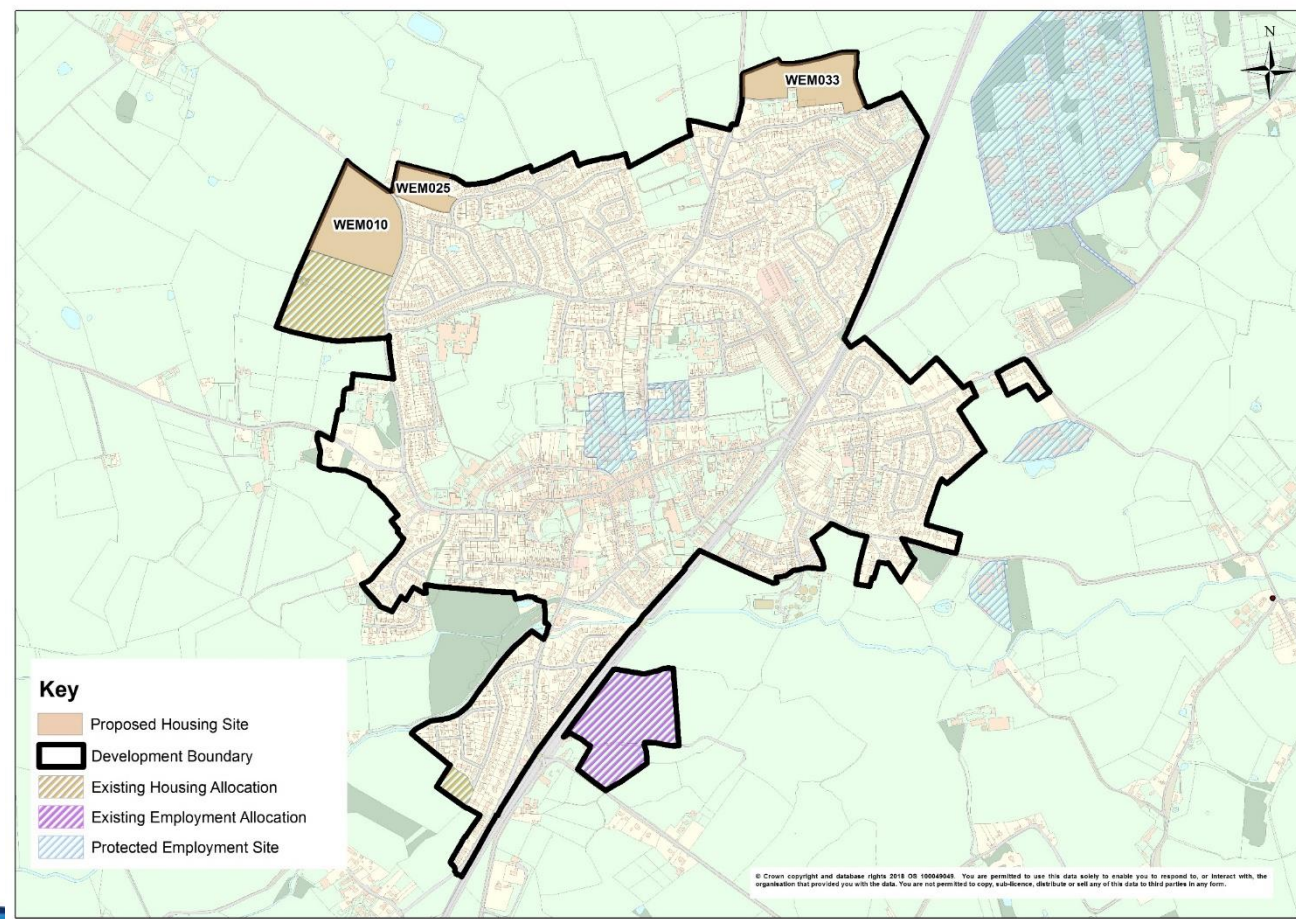 N
WEM033
WEM025
WEM010
Key
Proposed Housing Site
Development Boundary
Existing Housing Allocation
Existing Employment Allocation
Protected Employment Site
© Crown copyright and database rights 2018 OS 100049049. You are permitted to use this data solely to enable you to respond to, or interact with, the
organisation that provided you with the data. You are not permitted to copy, sub-licence, distribute or sell any of this data to third parties in any form.